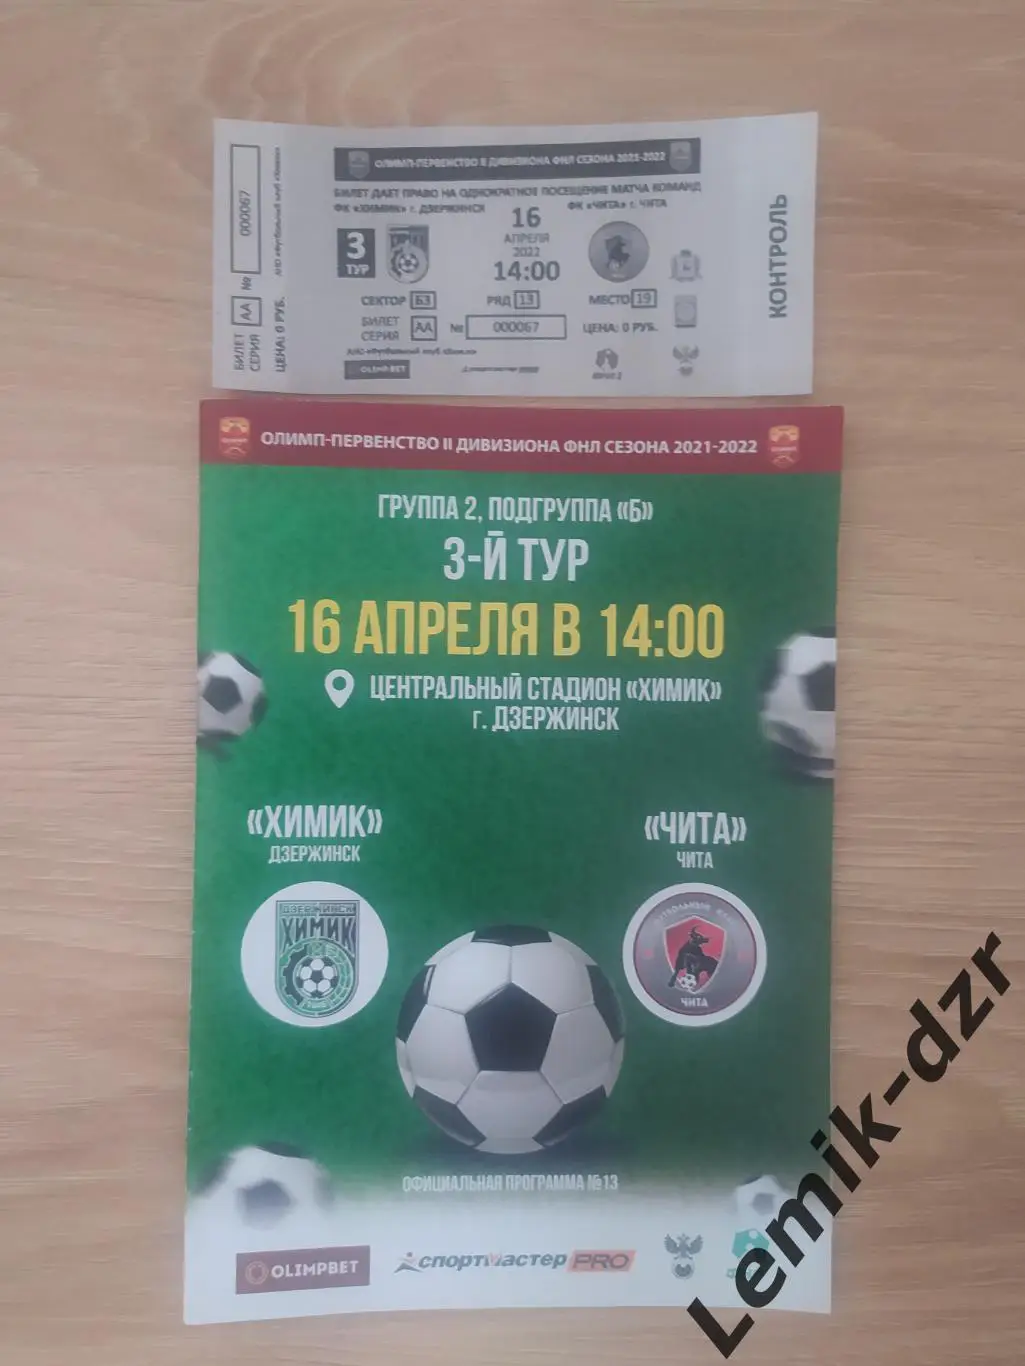 ОЛИМП-ПЕРВЕНСТВО II ДИВИЗИОНА ФНЛ СЕЗОНА 2021-2022
БИЛЕТ ДАЕТ ПРАВО НА ОДНОКРАТНОЕ ПОСЕЩЕНИЕ МАТЧА КОМАНД
ФК «ХИМИК» г. ДЗЕРЖИНСК
ФК «ЧИТА» г. ЧИТА
3
ТУР
16
АПРЕЛЯ
2022
14:00
СЕКТОР Б3 РЯД 13 МЕСТО 19
БИЛЕТ СЕРИЯ АА № 000067 ЦЕНА: 0 РУБ.
OLIMPBET
БИЛЕТ СЕРИЯ АА № 000067
ЦЕНА: 0 РУБ.
КОНТРОЛЬ
ОЛИМП-ПЕРВЕНСТВО II ДИВИЗИОНА ФНЛ СЕЗОНА 2021-2022
ГРУППА 2, ПОДГРУППА «Б»
3-Й ТУР
16 АПРЕЛЯ В 14:00
ЦЕНТРАЛЬНЫЙ СТАДИОН «ХИМИК»
г. ДЗЕРЖИНСК
«ХИМИК»
ДЗЕРЖИНСК
«ЧИТА»
ЧИТА
ДЗЕРЖИНСК
ХИМИК
ФУТБОЛЬНЫЙ КЛУБ
ЧИТА
ОФИЦИАЛЬНАЯ ПРОГРАММА №13
OLIMPBET
СПОРТМАСТЕР PRO
Lemik-dzr